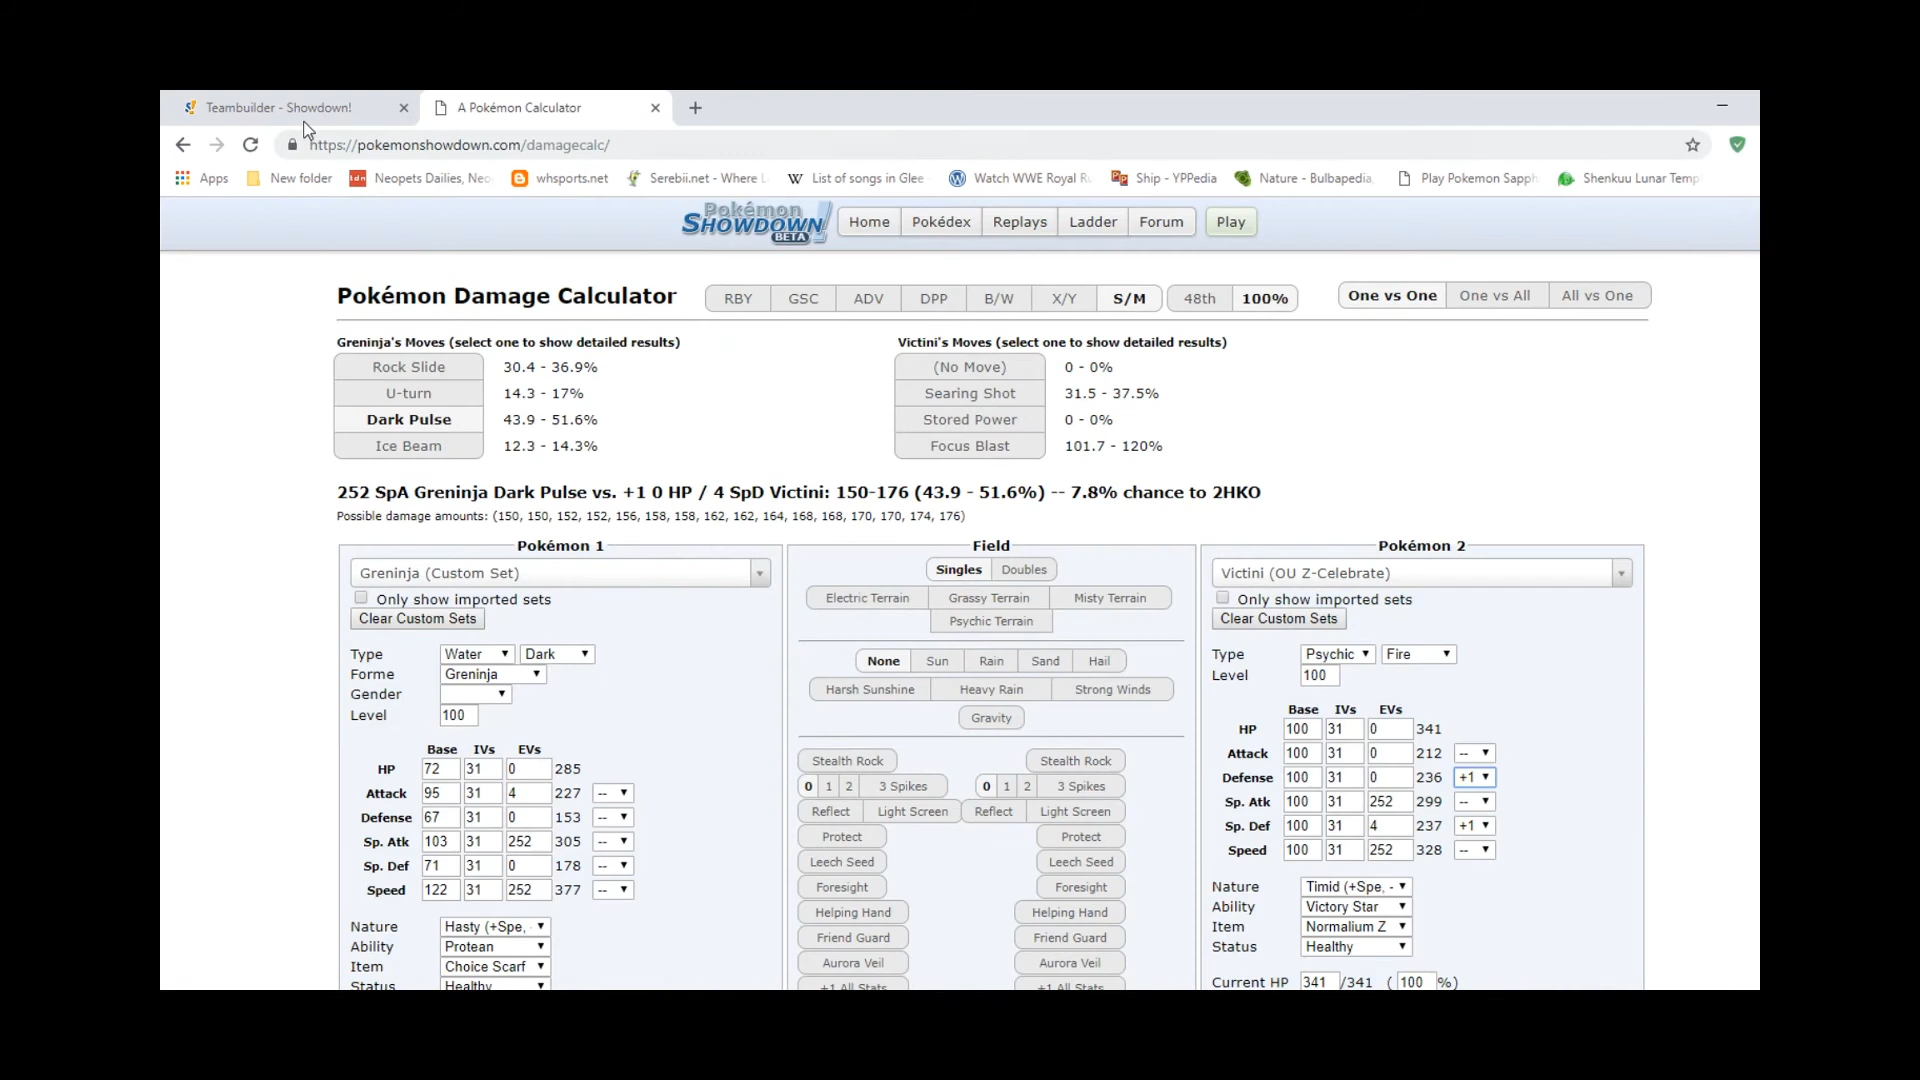 Teambuilder - Showdown!
A Pokémon Calculator
https://pokemonshowdown.com/damagecalc/
Apps New folder Neopets Dailies, Neo whsports.net Serebii.net - Where L List of songs in Glee Watch WWE Royal Ru Ship - YPPedia Nature - Bulbapedia, Play Pokemon Sapph Shenkuu Lunar Temp
Pokémon SHOWDOWN! BETA
Home Pokédex Replays Ladder Forum Play
Pokémon Damage Calculator RBY GSC ADV DPP B/W X/Y S/M 48th 100% One vs One One vs All All vs One
Greninja's Moves (select one to show detailed results) Victini's Moves (select one to show detailed results)
Rock Slide 30.4 - 36.9% (No Move) 0 - 0%
U-turn 14.3 - 17% Searing Shot 31.5 - 37.5%
Dark Pulse 43.9 - 51.6% Stored Power 0 - 0%
Ice Beam 12.3 - 14.3% Focus Blast 101.7 - 120%
252 SpA Greninja Dark Pulse vs. +1 0 HP / 4 SpD Victini: 150-176 (43.9 - 51.6%) -- 7.8% chance to 2HKO
Possible damage amounts: (150, 150, 152, 152, 156, 158, 158, 162, 162, 164, 168, 168, 170, 170, 174, 176)
Pokémon 1
Greninja (Custom Set)
Only show imported sets
Clear Custom Sets
Type Water Dark
Forme Greninja
Gender
Level 100
Base IVs EVs
HP 72 31 0 285
Attack 95 31 4 227 --
Defense 67 31 0 153 --
Sp. Atk 103 31 252 305 --
Sp. Def 71 31 0 178 --
Speed 122 31 252 377 --
Nature Hasty (+Spe, -
Ability Protean
Item Choice Scarf
Status Healthy
Field
Singles Doubles
Electric Terrain Grassy Terrain Misty Terrain
Psychic Terrain
None Sun Rain Sand Hail
Harsh Sunshine Heavy Rain Strong Winds
Gravity
Stealth Rock Stealth Rock
0 1 2 3 Spikes 0 1 2 3 Spikes
Reflect Light Screen Reflect Light Screen
Protect Protect
Leech Seed Leech Seed
Foresight Foresight
Helping Hand Helping Hand
Friend Guard Friend Guard
Aurora Veil Aurora Veil
+1 All Stats +1 All Stats
Pokémon 2
Victini (OU Z-Celebrate)
Only show imported sets
Clear Custom Sets
Type Psychic Fire
Level 100
Base IVs EVs
HP 100 31 0 341
Attack 100 31 0 212 --
Defense 100 31 0 236 +1
Sp. Atk 100 31 252 299 --
Sp. Def 100 31 4 237 +1
Speed 100 31 252 328 --
Nature Timid (+Spe, -
Ability Victory Star
Item Normalium Z
Status Healthy
Current HP 341 /341 ( 100 %)